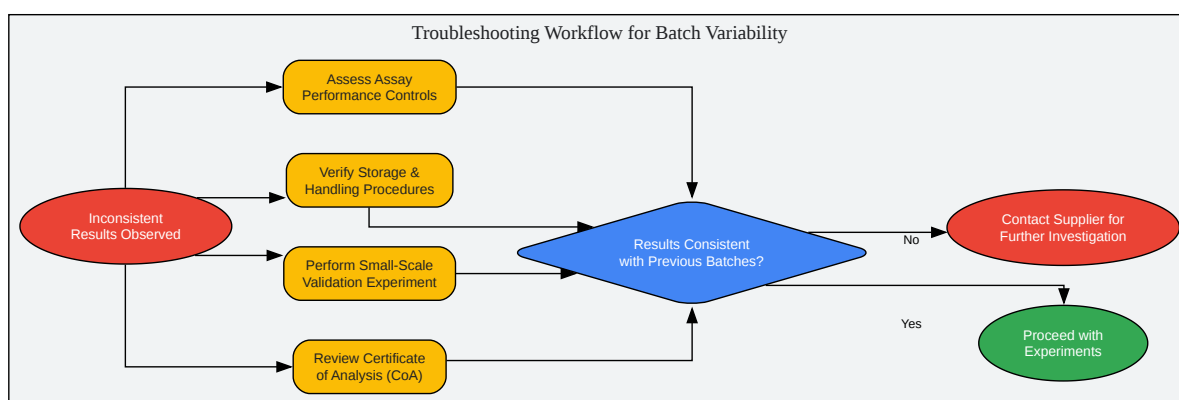 Troubleshooting Workflow for Batch Variability
Assess Assay
Performance Controls
Verify Storage &
Handling Procedures
Inconsistent
Results Observed
Perform Small-Scale
Validation Experiment
Review Certificate
of Analysis (CoA)
Results Consistent
with Previous Batches?
No
Contact Supplier for
Further Investigation
Yes
Proceed with
Experiments